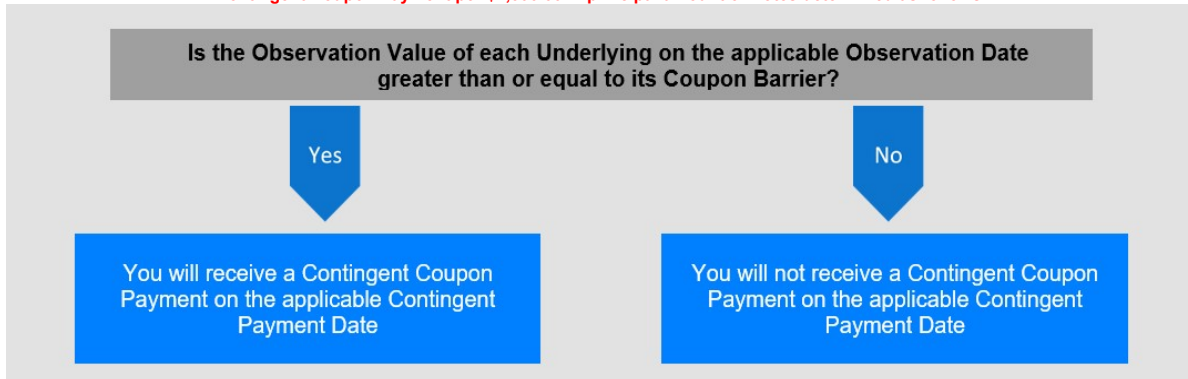 Is the Observation Value of each Underlying on the applicable Observation Date
greater than or equal to its Coupon Barrier?
Yes
No
You will receive a Contingent Coupon
Payment on the applicable Contingent
Payment Date
You will not receive a Contingent Coupon
Payment on the applicable Contingent
Payment Date